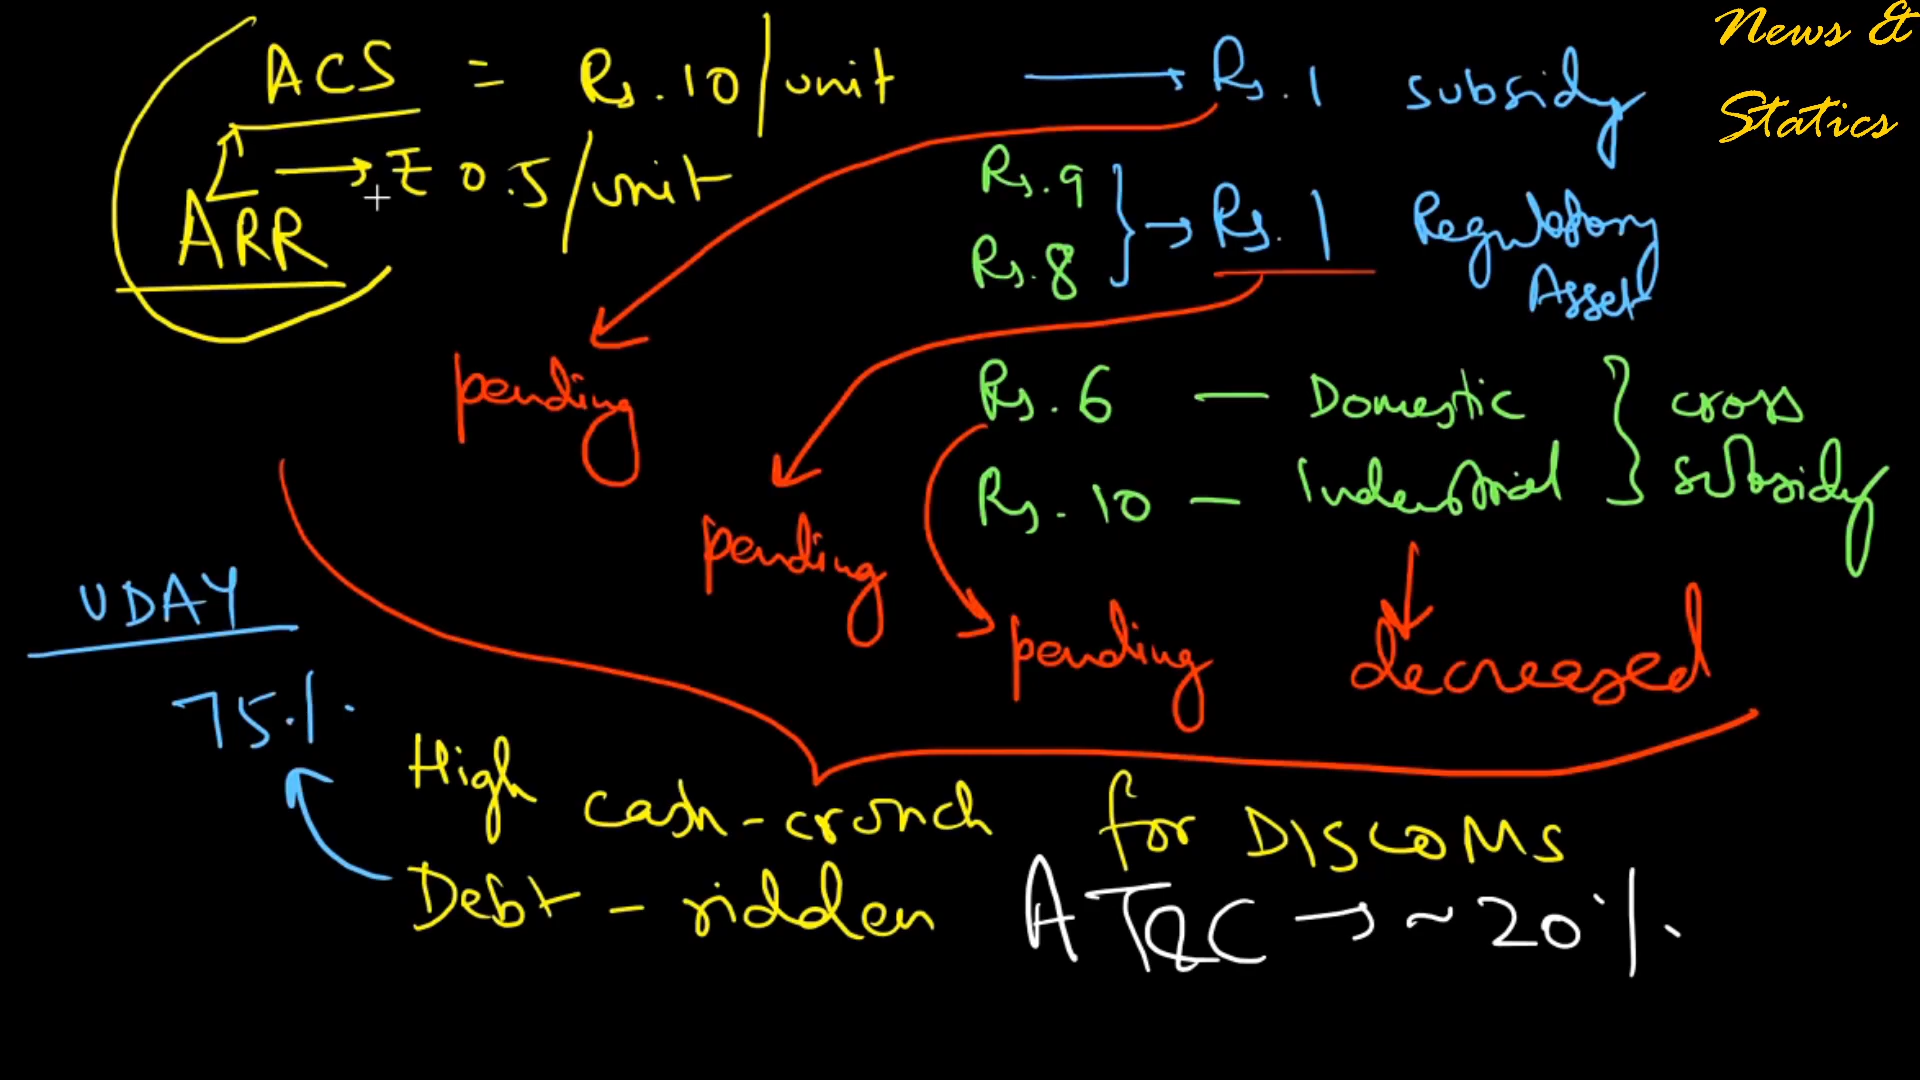 News &
Statics
ACS = Rs. 10/unit → Rs. 1 subsidy
→ ₹ 0.5/unit
ARR
Rs. 9
Rs. 8 } → Rs. 1 Regulatory
Asset
pending
Rs. 6 — Domestic } cross
Rs. 10 — Industrial subsidy
pending
pending
decreased
UDAY
75%.
High cash-crunch for DISCOMs
Debt - ridden AT&C → ~20%.